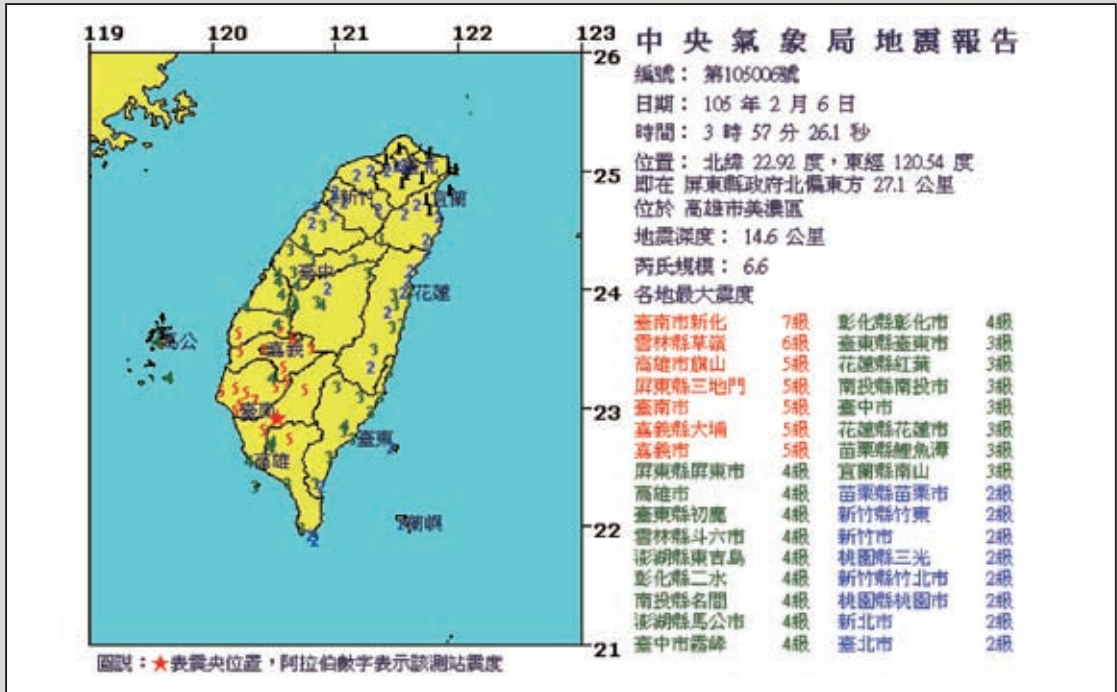 119 120 121 122 123
26
25
24
23
22
21
臺北
新竹
宜蘭
臺中
花蓮
馬公
嘉義
臺南
臺東
高雄
蘭嶼
圖說：★表震央位置，阿拉伯數字表示該測站震度
中央氣象局地震報告
編號： 第105006號
日期： 105 年 2 月 6 日
時間： 3 時 57 分 26.1 秒
位置： 北緯 22.92 度，東經 120.54 度
即在 屏東縣政府北偏東方 27.1 公里
位於 高雄市美濃區
地震深度： 14.6 公里
芮氏規模： 6.6
各地最大震度
臺南市新化 7級 彰化縣彰化市 4級
雲林縣草嶺 6級 臺東縣臺東市 3級
高雄市旗山 5級 花蓮縣紅葉 3級
屏東縣三地門 5級 南投縣南投市 3級
臺南市 5級 臺中市 3級
嘉義縣大埔 5級 花蓮縣花蓮市 3級
嘉義市 5級 苗栗縣鯉魚潭 3級
屏東縣屏東市 4級 宜蘭縣南山 3級
高雄市 4級 苗栗縣苗栗市 2級
臺東縣初鹿 4級 新竹縣竹東 2級
雲林縣斗六市 4級 新竹市 2級
澎湖縣東吉島 4級 桃園縣三光 2級
彰化縣二水 4級 新竹縣竹北市 2級
南投縣名間 4級 桃園縣桃園市 2級
澎湖縣馬公市 4級 新北市 2級
臺中市霧峰 4級 臺北市 2級